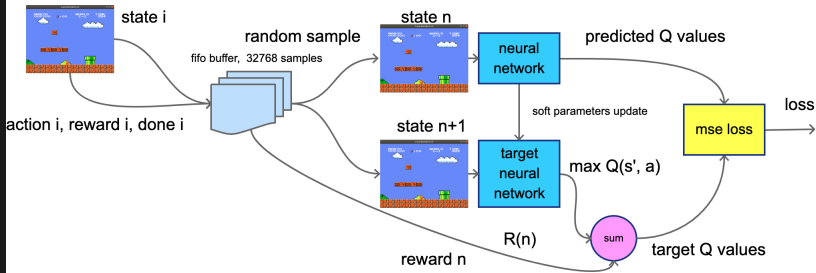 state i
random sample
fifo buffer, 32768 samples
action i, reward i, done i
state n
neural
network
predicted Q values
soft parameters update
state n+1
target
neural
network
max Q(s', a)
mse loss
loss
R(n)
sum
reward n
target Q values